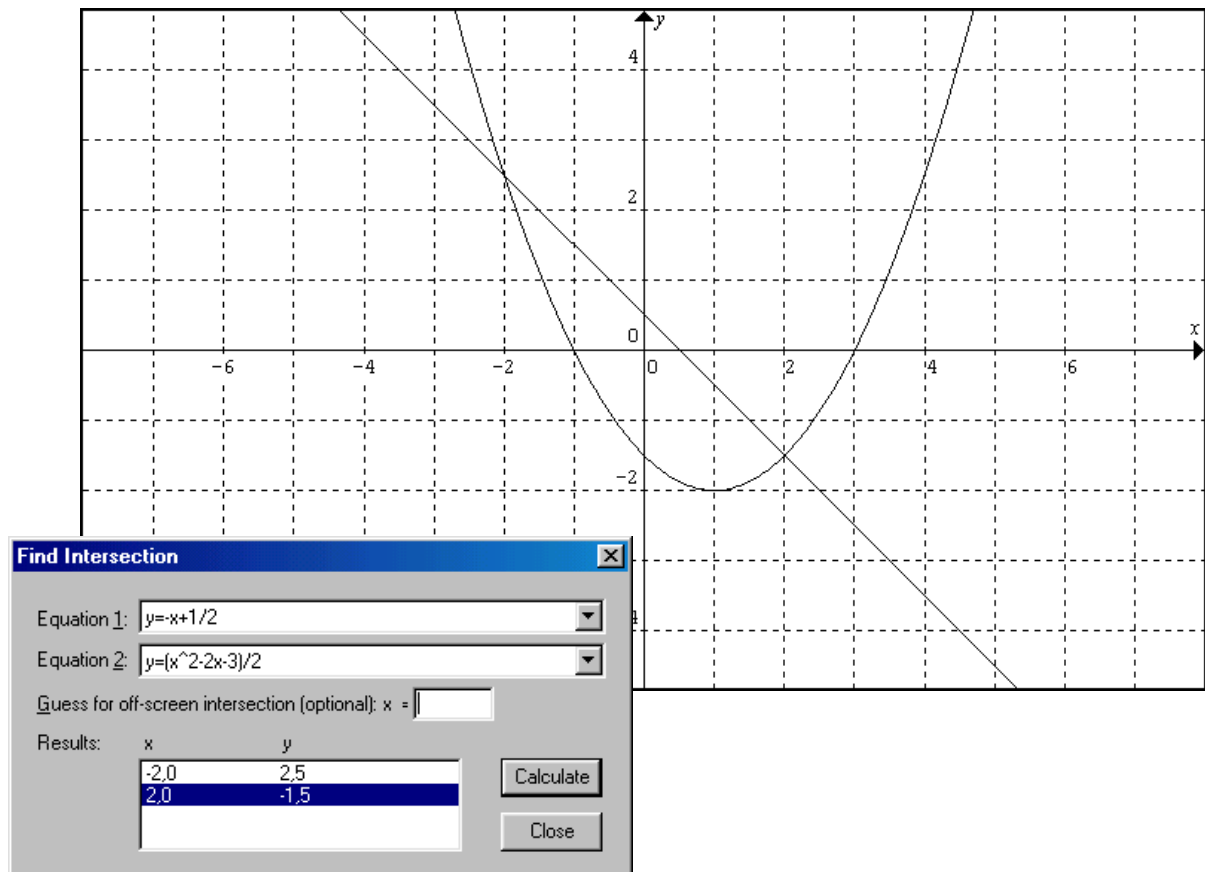 y
4
2
0
x
-6
-4
-2
0
2
4
6
-2
Find Intersection
Equation 1: y=-x+1/2
Equation 2: y=(x^2-2x-3)/2
Guess for off-screen intersection (optional): x =
Results: x y
-2,0 2,5
2,0 -1,5
Calculate
Close